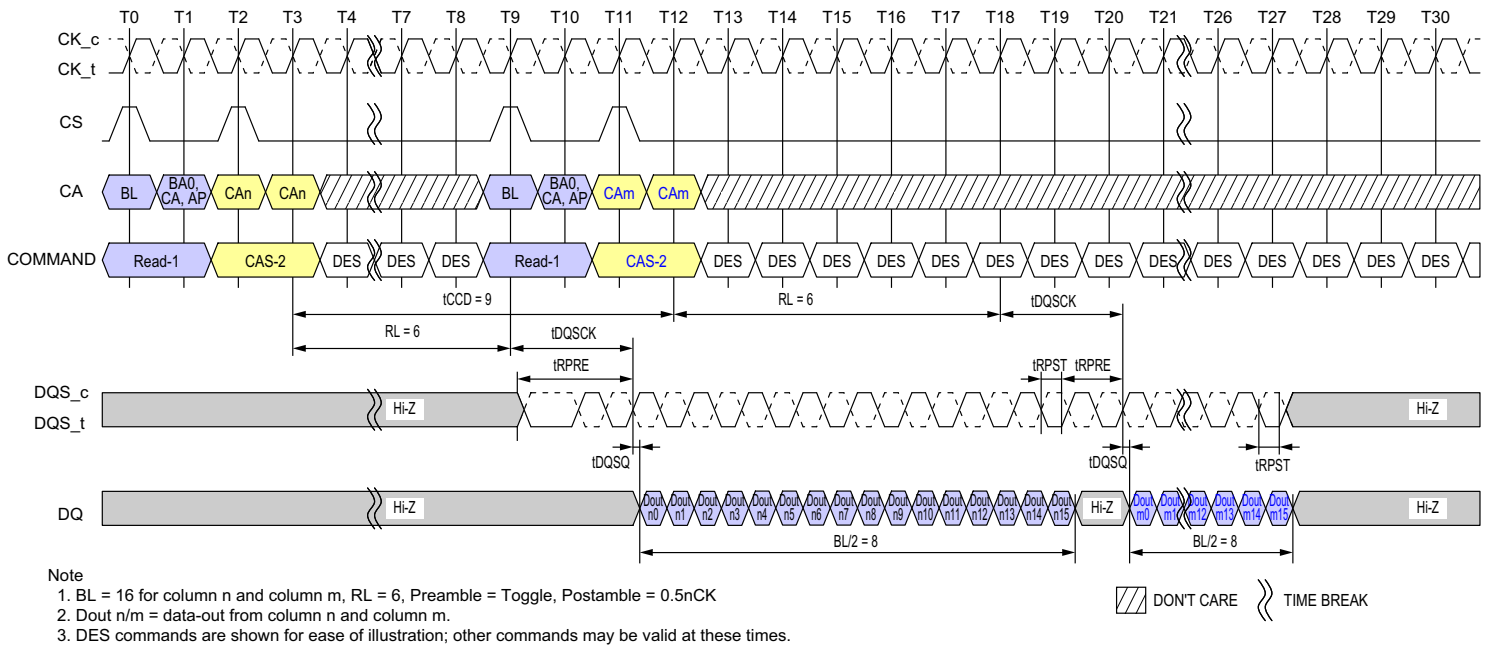 T0 T1 T2 T3 T4 T7 T8 T9 T10 T11 T12 T13 T14 T15 T16 T17 T18 T19 T20 T21 T26 T27 T28 T29 T30
CK_c
CK_t
CS
CA BL BA0, CA, AP CAn CAn BL BA0, CA, AP CAm CAm
COMMAND Read-1 CAS-2 DES DES DES Read-1 CAS-2 DES DES DES DES DES DES DES DES DES DES DES DES DES DES
tCCD = 9 RL = 6 tDQSCK
RL = 6 tDQSCK
tRPRE tRPST tRPRE
DQS_c
DQS_t
Hi-Z Hi-Z
tDQSQ tDQSQ tRPST
DQ Hi-Z Dout n0 Dout n1 Dout n2 Dout n3 Dout n4 Dout n5 Dout n6 Dout n7 Dout n8 Dout n9 Dout n10 Dout n11 Dout n12 Dout n13 Dout n14 Dout n15 Hi-Z Dout m0 Dout m1 Dout m12 Dout m13 Dout m14 Dout m15 Hi-Z
BL/2 = 8 BL/2 = 8
Note
1. BL = 16 for column n and column m, RL = 6, Preamble = Toggle, Postamble = 0.5nCK
2. Dout n/m = data-out from column n and column m.
3. DES commands are shown for ease of illustration; other commands may be valid at these times.
DON'T CARE TIME BREAK